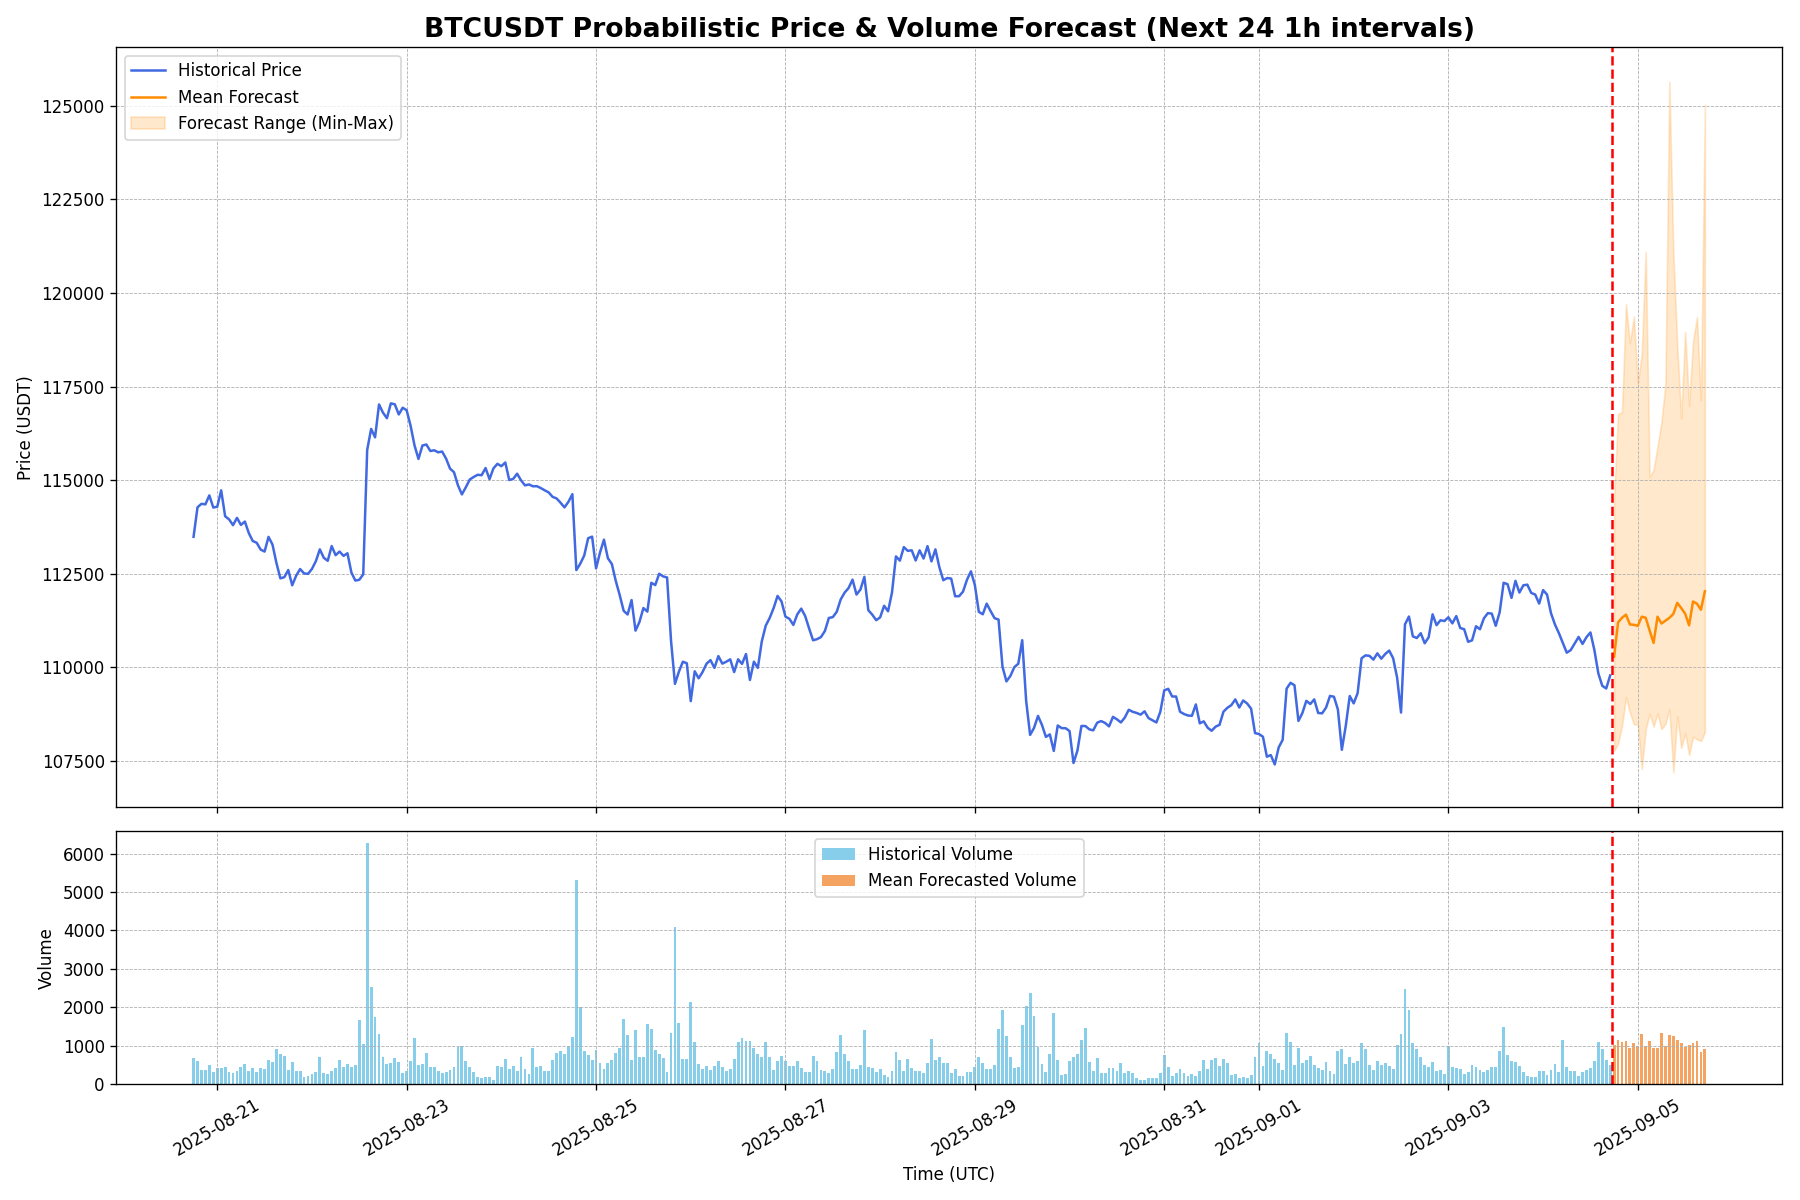 BTCUSDT Probabilistic Price & Volume Forecast (Next 24 1h intervals)
Historical Price
Mean Forecast
Forecast Range (Min-Max)
125000
122500
120000
117500
115000
112500
110000
107500
Price (USDT)
Historical Volume
Mean Forecasted Volume
6000
5000
4000
3000
2000
1000
0
Volume
2025-08-21
2025-08-23
2025-08-25
2025-08-27
2025-08-29
2025-08-31
2025-09-01
2025-09-03
2025-09-05
Time (UTC)